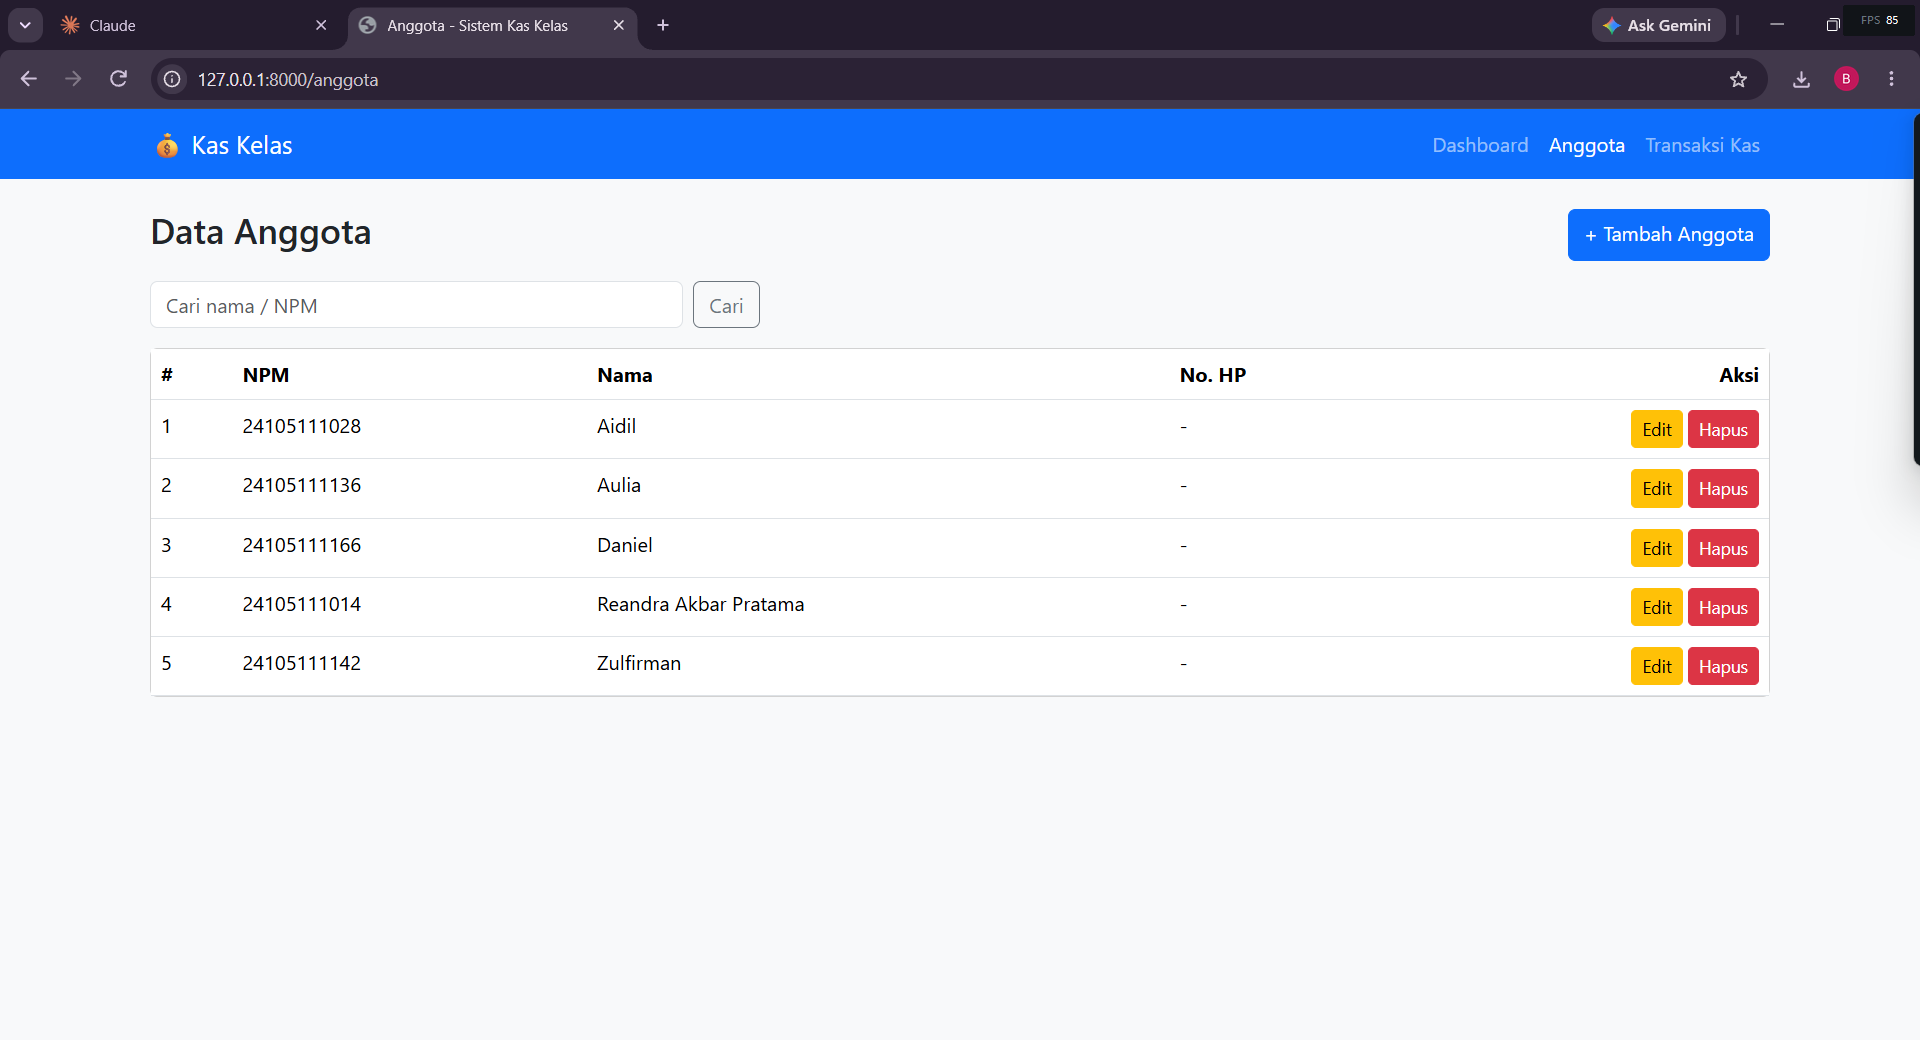 Claude
Anggota - Sistem Kas Kelas
Ask Gemini
FPS 85
127.0.0.1:8000/anggota
B
Kas Kelas
Dashboard
Anggota
Transaksi Kas
Data Anggota
+ Tambah Anggota
Cari nama / NPM
Cari
# NPM Nama No. HP Aksi
1 24105111028 Aidil - Edit Hapus
2 24105111136 Aulia - Edit Hapus
3 24105111166 Daniel - Edit Hapus
4 24105111014 Reandra Akbar Pratama - Edit Hapus
5 24105111142 Zulfirman - Edit Hapus